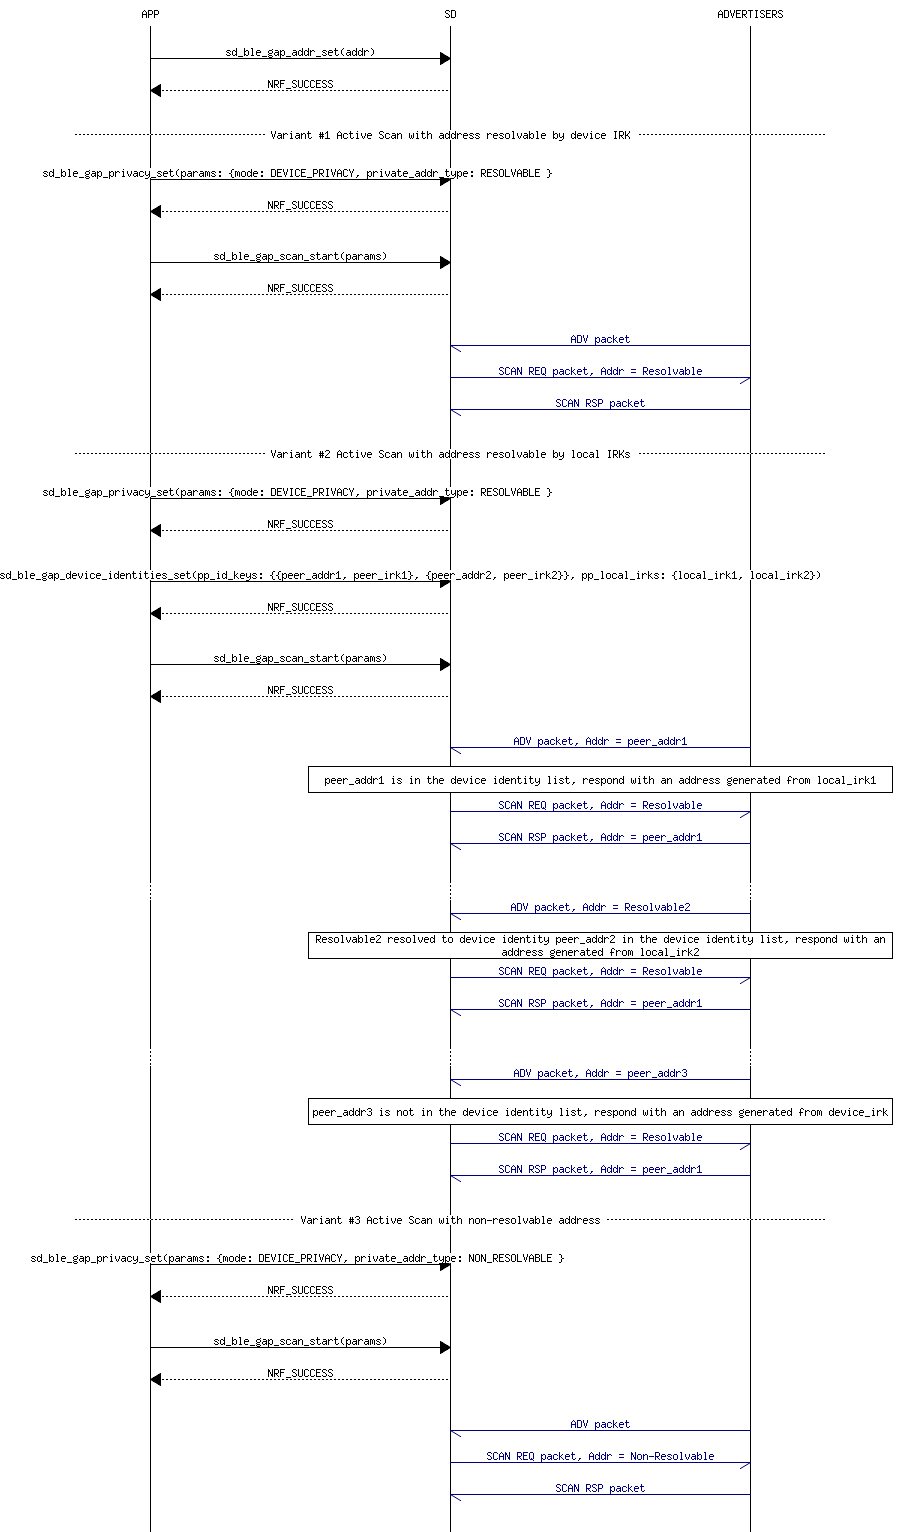 APP SD ADVERTISERS
sd_ble_gap_addr_set(addr)
NRF_SUCCESS
Variant #1 Active Scan with address resolvable by device IRK
sd_ble_gap_privacy_set(params: {mode: DEVICE_PRIVACY, private_addr_type: RESOLVABLE }
NRF_SUCCESS
sd_ble_gap_scan_start(params)
NRF_SUCCESS
ADV packet
SCAN REQ packet, Addr = Resolvable
SCAN RSP packet
Variant #2 Active Scan with address resolvable by local IRKs
sd_ble_gap_privacy_set(params: {mode: DEVICE_PRIVACY, private_addr_type: RESOLVABLE }
NRF_SUCCESS
sd_ble_gap_device_identities_set(pp_id_keys: {{peer_addr1, peer_irk1}, {peer_addr2, peer_irk2}}, pp_local_irks: {local_irk1, local_irk2})
NRF_SUCCESS
sd_ble_gap_scan_start(params)
NRF_SUCCESS
ADV packet, Addr = peer_addr1
peer_addr1 is in the device identity list, respond with an address generated from local_irk1
SCAN REQ packet, Addr = Resolvable
SCAN RSP packet, Addr = peer_addr1
ADV packet, Addr = Resolvable2
Resolvable2 resolved to device identity peer_addr2 in the device identity list, respond with an
address generated from local_irk2
SCAN REQ packet, Addr = Resolvable
SCAN RSP packet, Addr = peer_addr1
ADV packet, Addr = peer_addr3
peer_addr3 is not in the device identity list, respond with an address generated from device_irk
SCAN REQ packet, Addr = Resolvable
SCAN RSP packet, Addr = peer_addr1
Variant #3 Active Scan with non-resolvable address
sd_ble_gap_privacy_set(params: {mode: DEVICE_PRIVACY, private_addr_type: NON_RESOLVABLE }
NRF_SUCCESS
sd_ble_gap_scan_start(params)
NRF_SUCCESS
ADV packet
SCAN REQ packet, Addr = Non-Resolvable
SCAN RSP packet